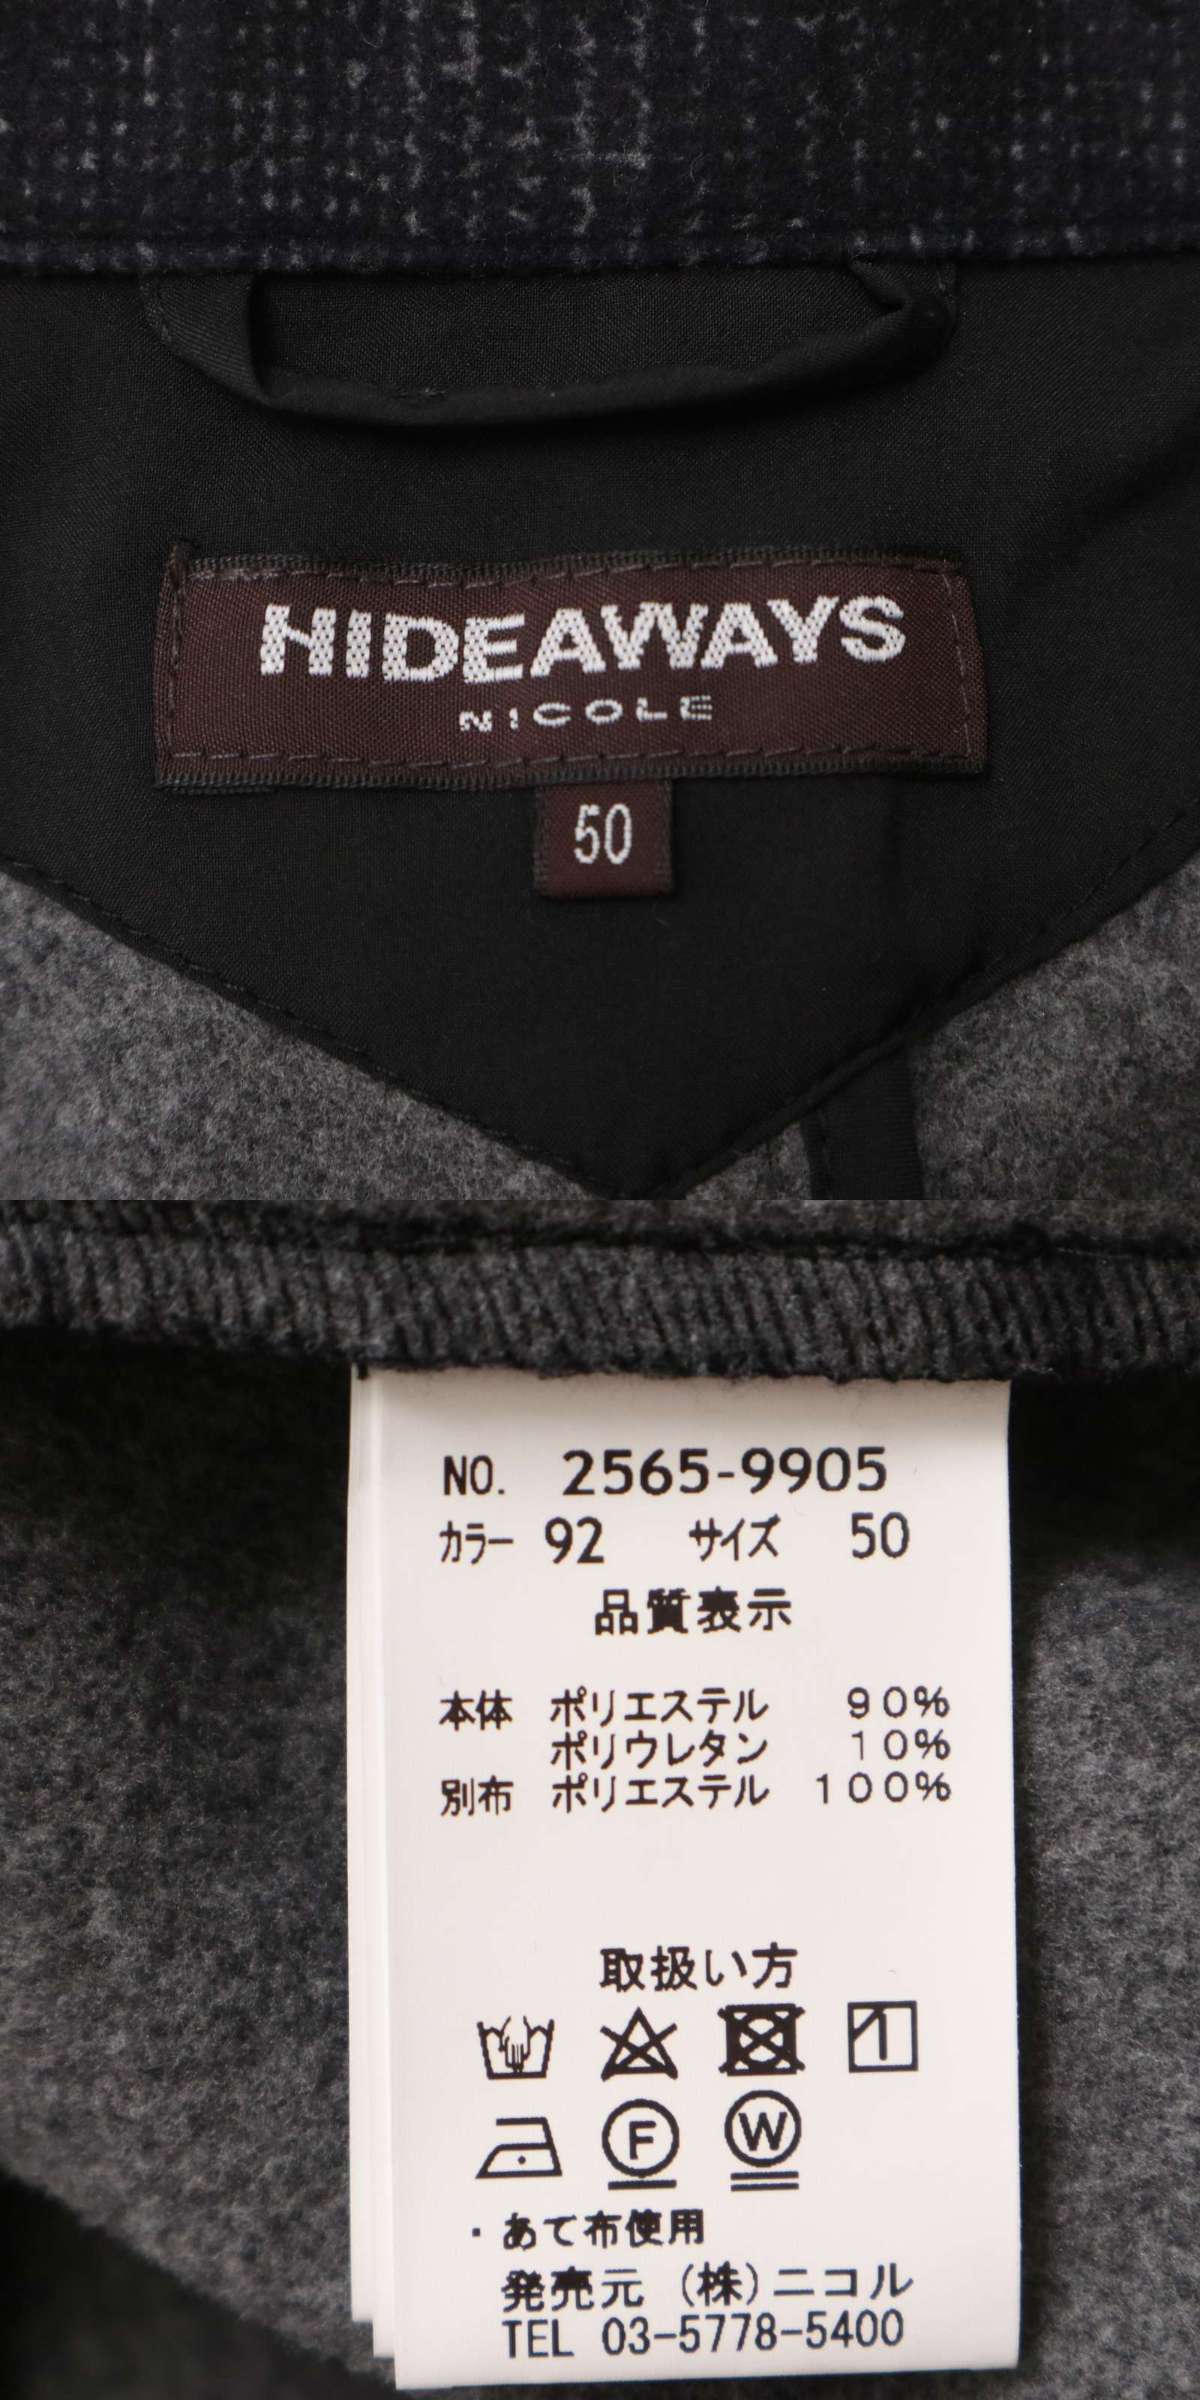 HIDEAWAYS
NICOLE
50
NO. 2565-9905
カラー 92 サイズ 50
品質表示
本体 ポリエステル 90%
ポリウレタン 10%
別布 ポリエステル 100%
取扱い方
1
F W
・あて布使用
発売元 (株)ニコル
TEL 03-5778-5400